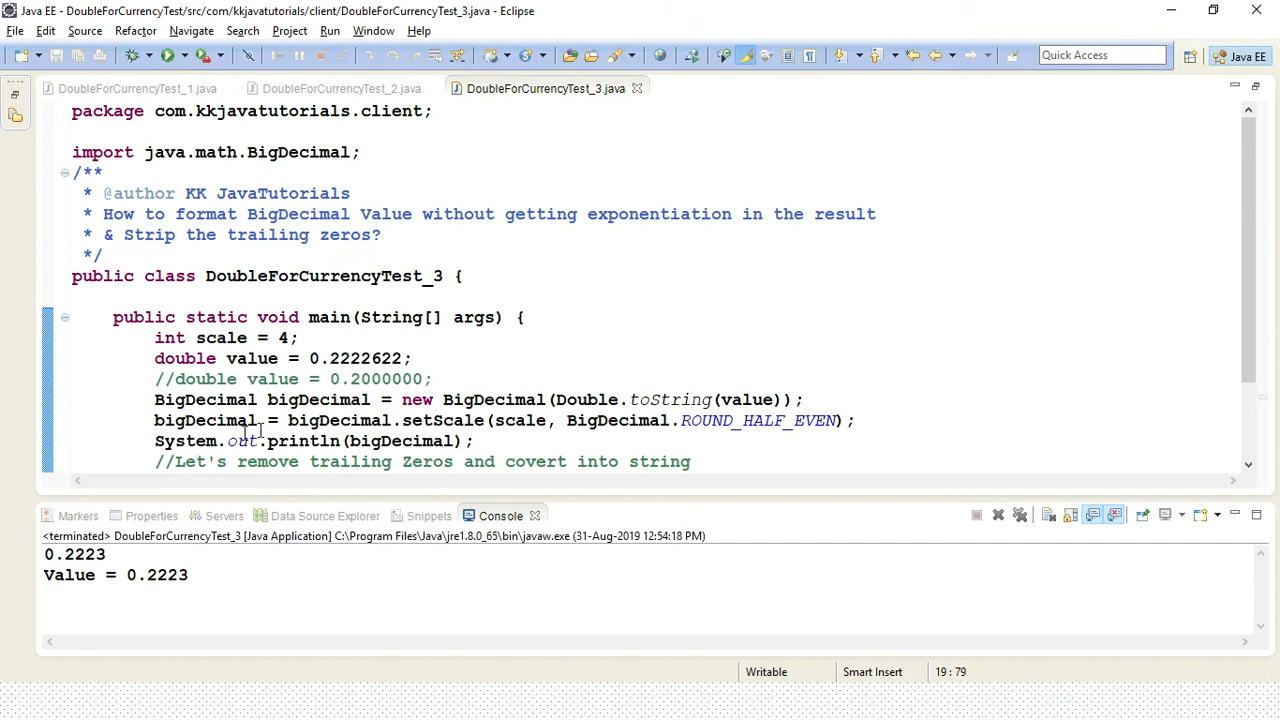 Java EE - DoubleForCurrencyTest/src/com/kkjavatutorials/client/DoubleForCurrencyTest_3.java - Eclipse
File Edit Source Refactor Navigate Search Project Run Window Help
Quick Access
Java EE
DoubleForCurrencyTest_1.java DoubleForCurrencyTest_2.java DoubleForCurrencyTest_3.java
package com.kkjavatutorials.client;
import java.math.BigDecimal;
/**
* @author KK JavaTutorials
* How to format BigDecimal Value without getting exponentiation in the result
* & Strip the trailing zeros?
*/
public class DoubleForCurrencyTest_3 {
public static void main(String[] args) {
int scale = 4;
double value = 0.2222622;
//double value = 0.2000000;
BigDecimal bigDecimal = new BigDecimal(Double.toString(value));
bigDecimal = bigDecimal.setScale(scale, BigDecimal.ROUND_HALF_EVEN);
System.out.println(bigDecimal);
//Let's remove trailing Zeros and covert into string
Markers Properties Servers Data Source Explorer Snippets Console
<terminated> DoubleForCurrencyTest_3 [Java Application] C:\Program Files\Java\jre1.8.0_65\bin\javaw.exe (31-Aug-2019 12:54:18 PM)
0.2223
Value = 0.2223
Writable Smart Insert 19 : 79